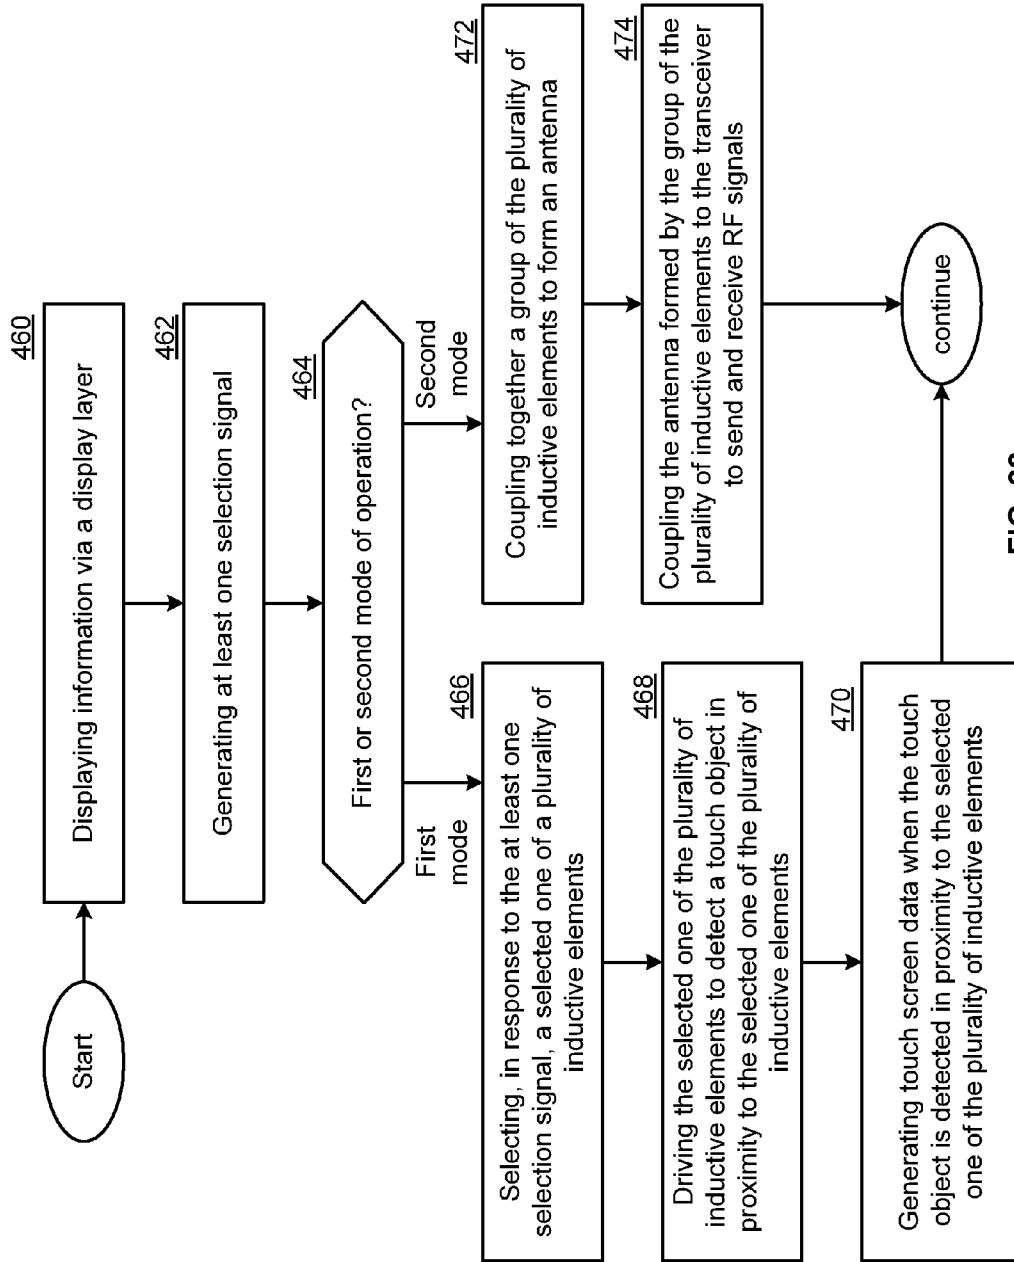 Start
460
Displaying information via a display layer
462
Generating at least one selection signal
464
First or second mode of operation?
First
mode
Second
mode
466
Selecting, in response to the at least one
selection signal, a selected one of a plurality of
inductive elements
468
Driving the selected one of the plurality of
inductive elements to detect a touch object in
proximity to the selected one of the plurality of
inductive elements
470
Generating touch screen data when the touch
object is detected in proximity to the selected
one of the plurality of inductive elements
472
Coupling together a group of the plurality of
inductive elements to form an antenna
474
Coupling the antenna formed by the group of the
plurality of inductive elements to the transceiver
to send and receive RF signals
continue
FIG.